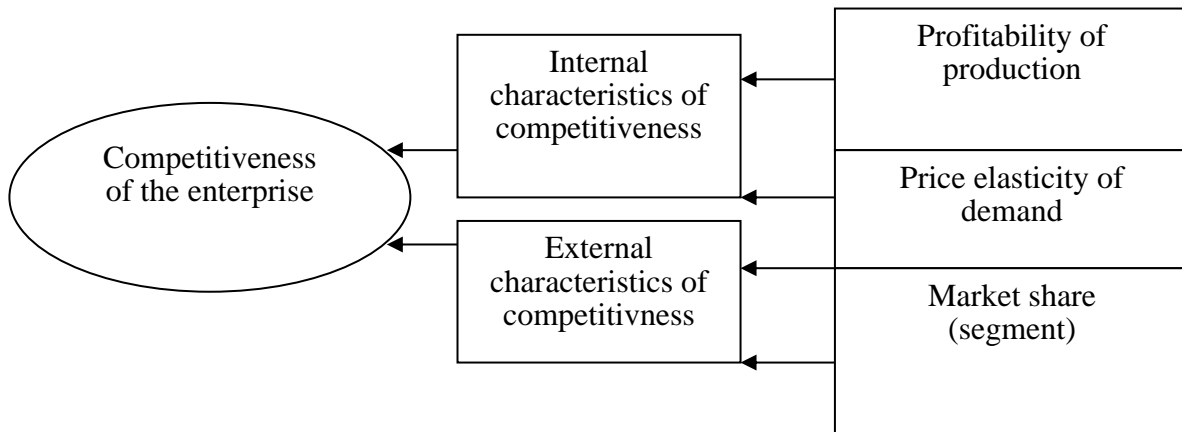 Competitiveness
of the enterprise
Internal
characteristics of
competitiveness
External
characteristics of
competitivness
Profitability of
production
Price elasticity of
demand
Market share
(segment)